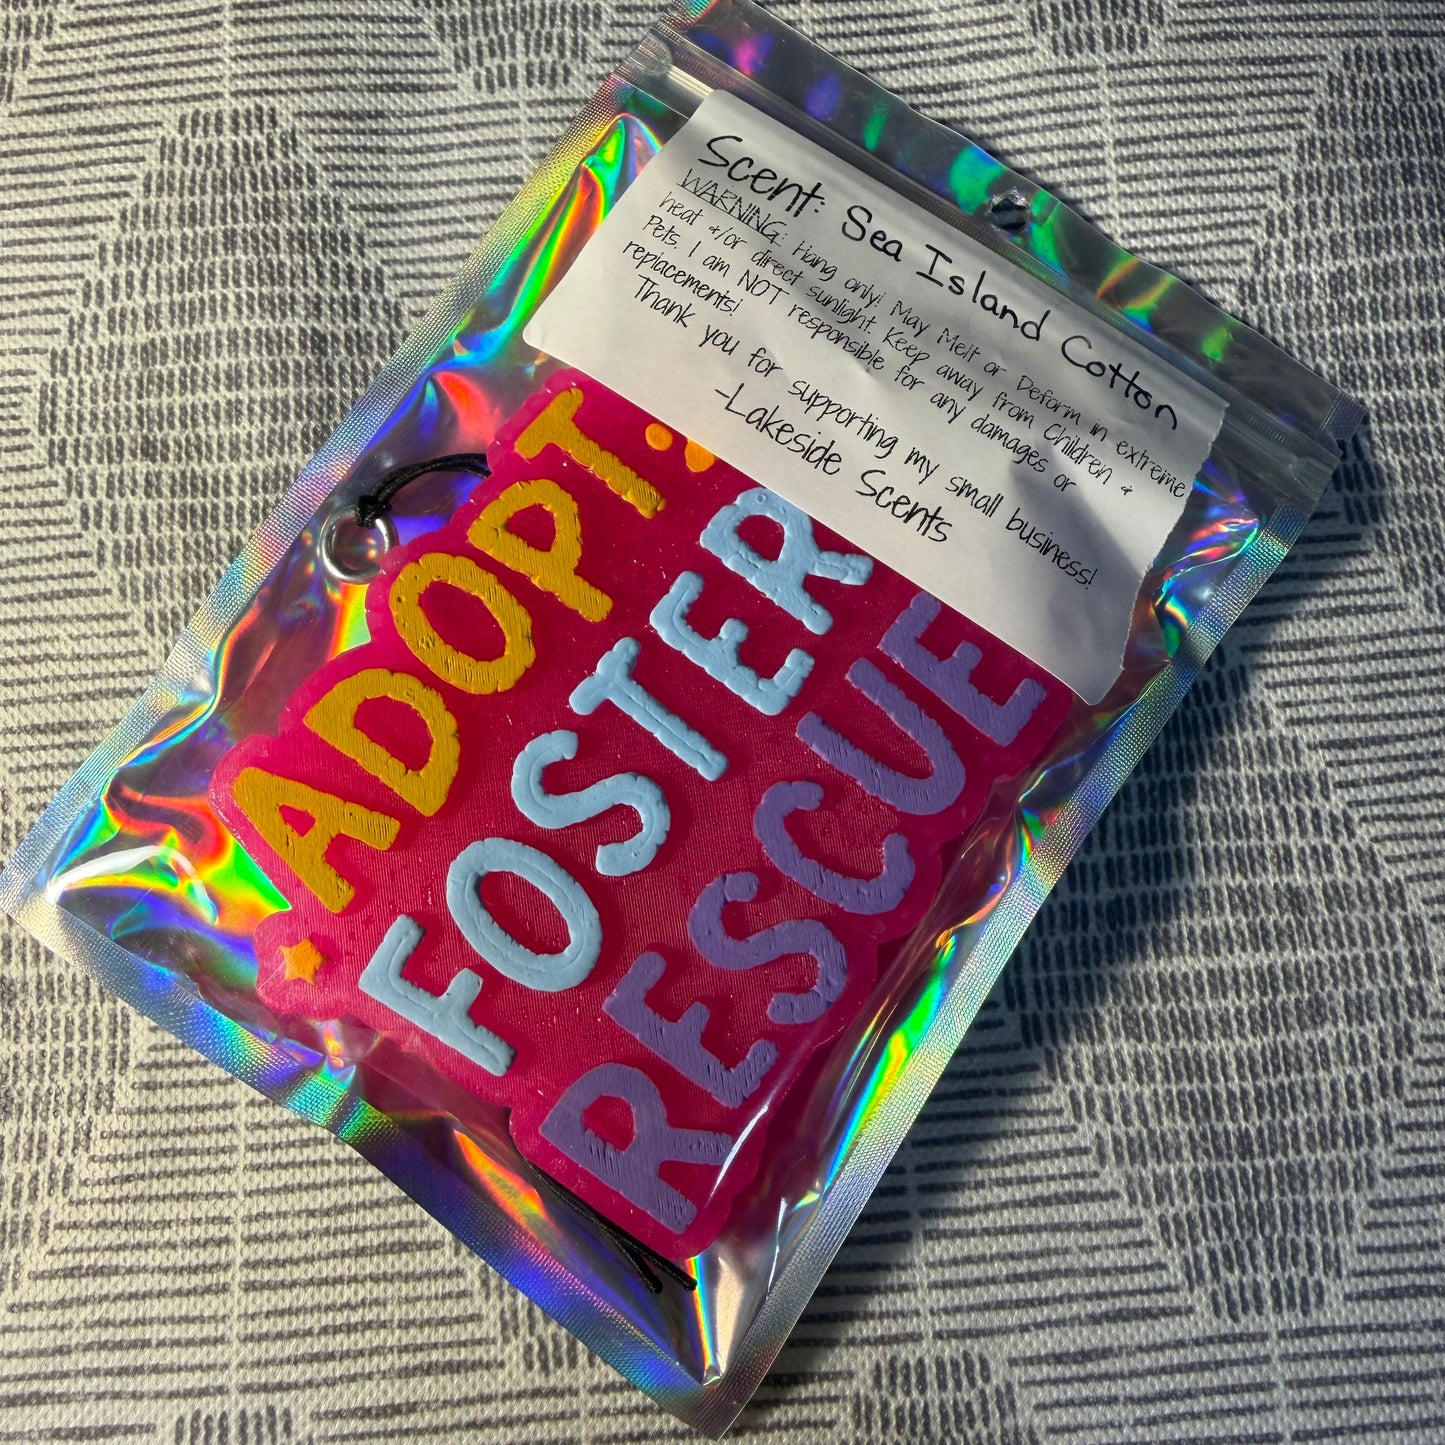 Scent: Sea Island Cotton
WARNING: Hang only! May Melt or Deform in extreme
heat +/or direct sunlight. Keep away from Children +
Pets. I am NOT responsible for any damages or
replacements!
Thank you for supporting my small business!
-Lakeside Scents
ADOPT
FOSTER
RESCUE